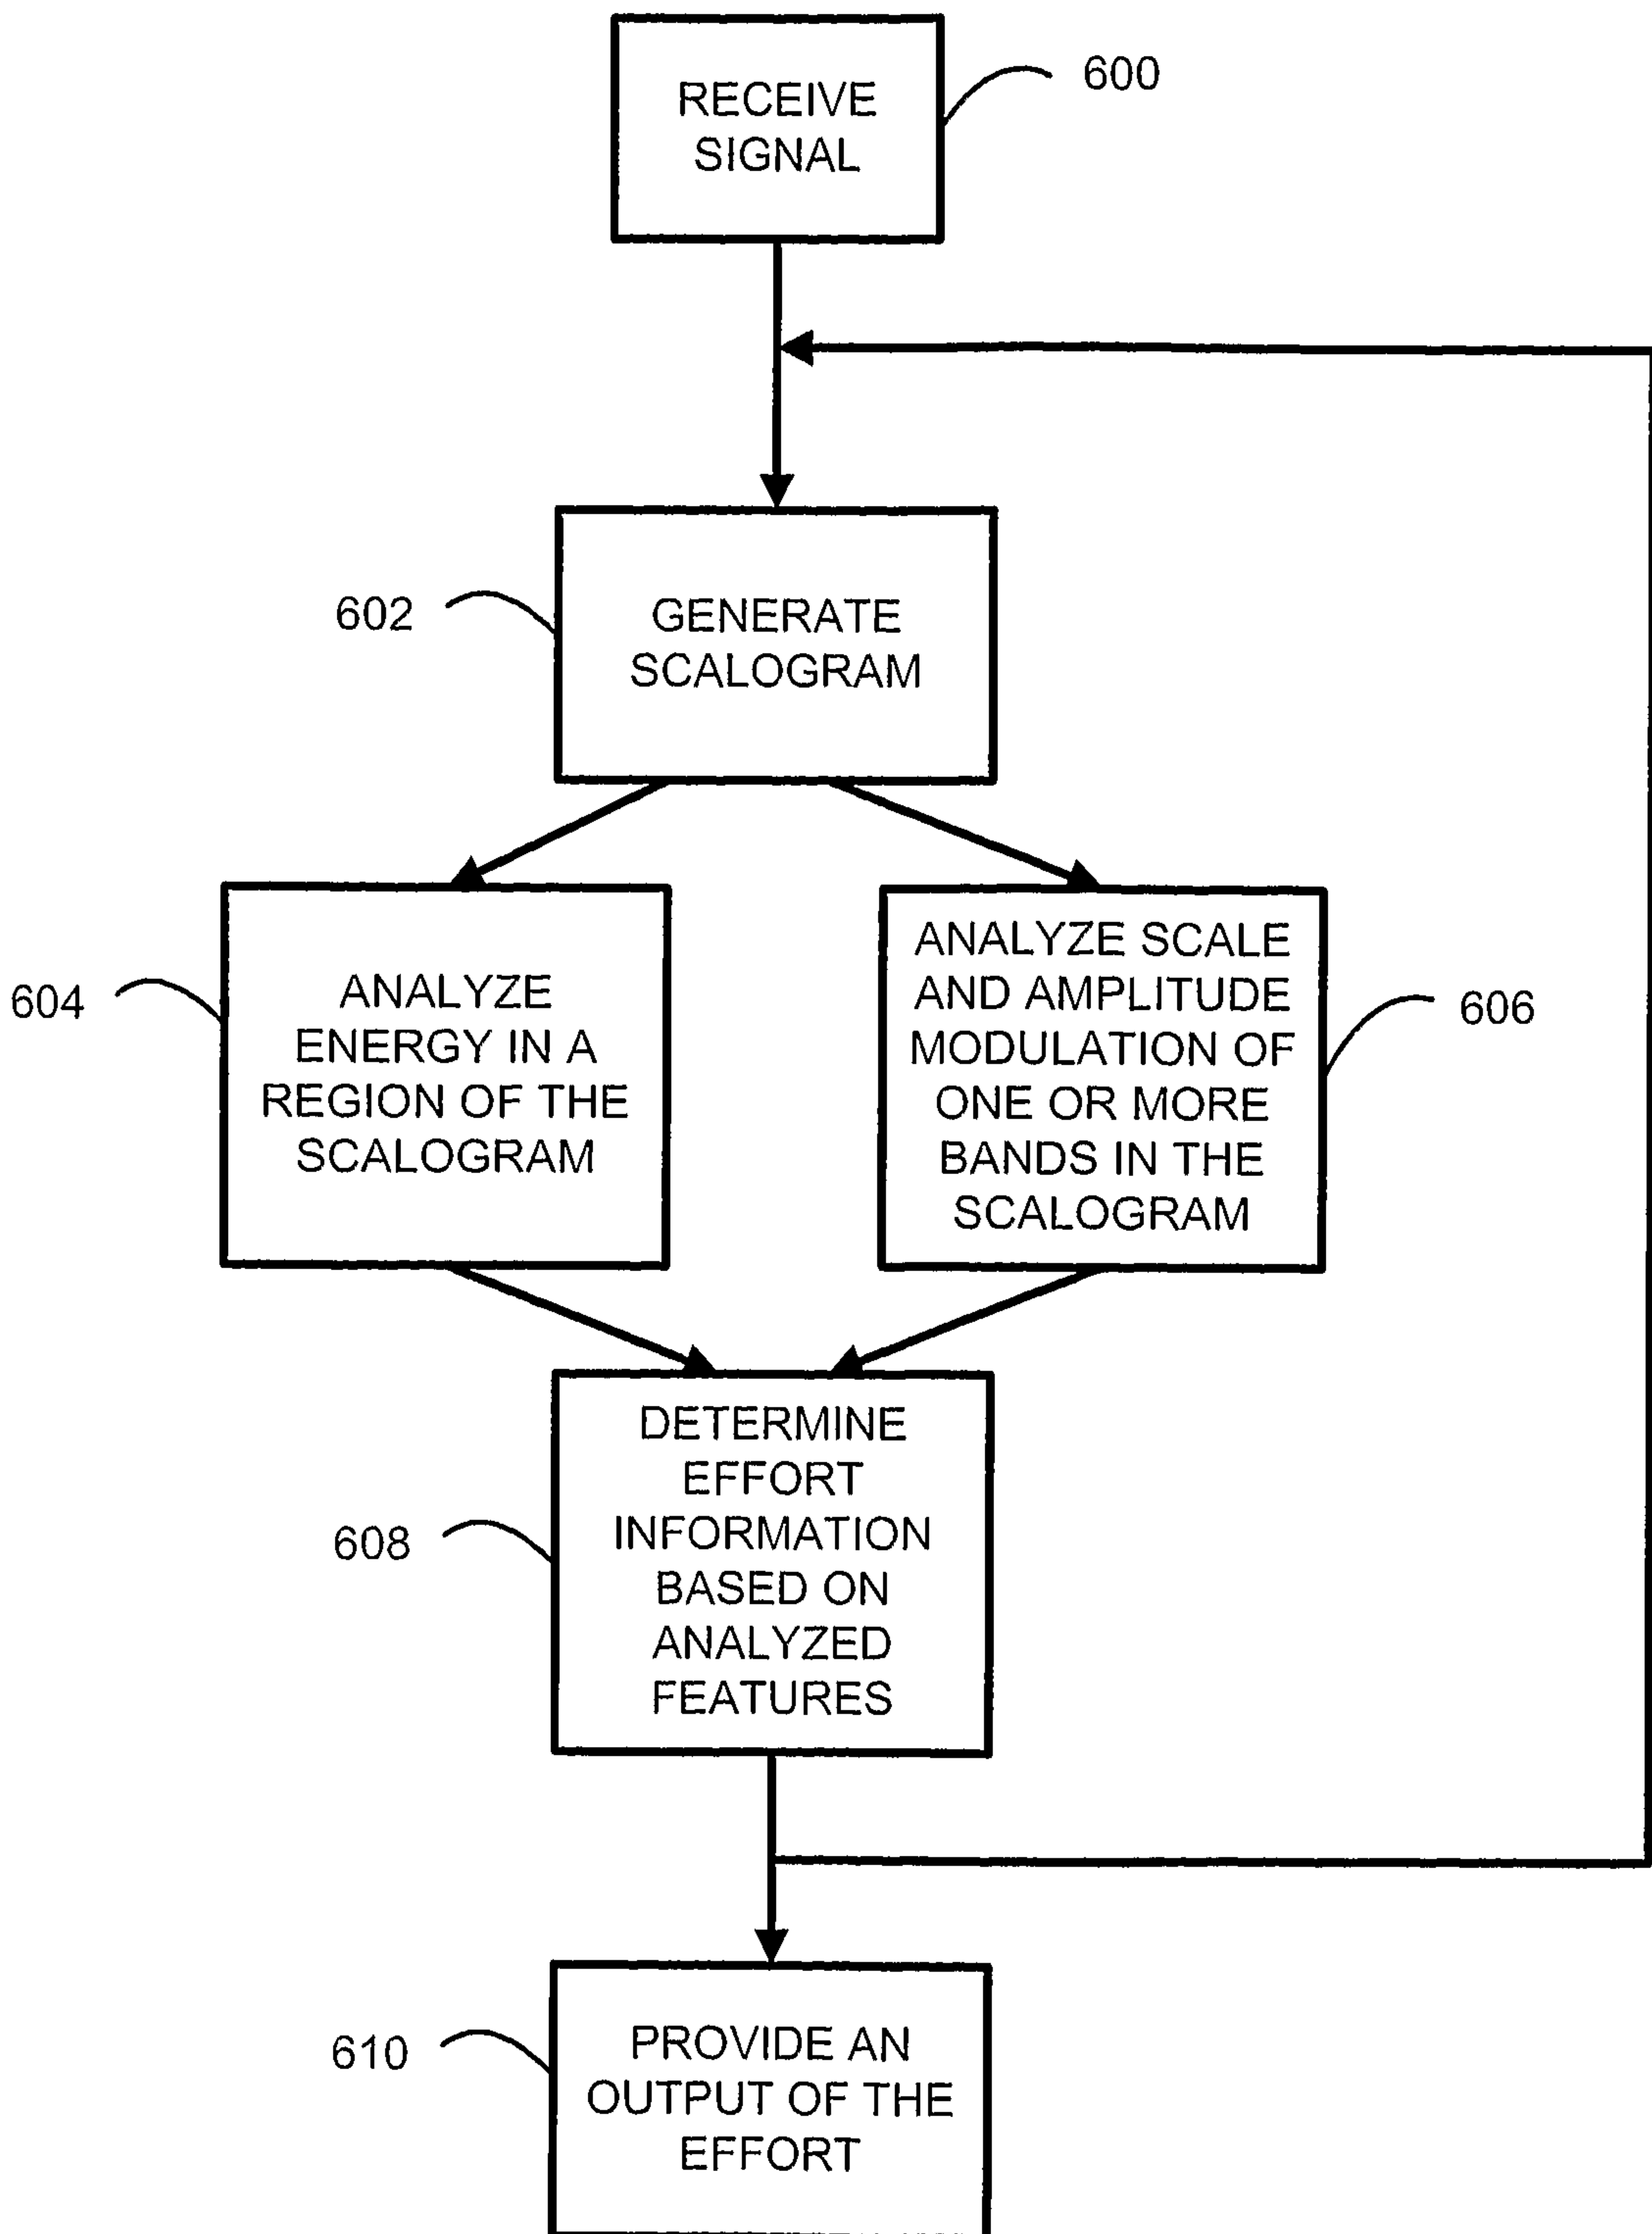 RECEIVE
SIGNAL
600
602
GENERATE
SCALOGRAM
604
ANALYZE
ENERGY IN A
REGION OF THE
SCALOGRAM
ANALYZE SCALE
AND AMPLITUDE
MODULATION OF
ONE OR MORE
BANDS IN THE
SCALOGRAM
606
608
DETERMINE
EFFORT
INFORMATION
BASED ON
ANALYZED
FEATURES
610
PROVIDE AN
OUTPUT OF THE
EFFORT